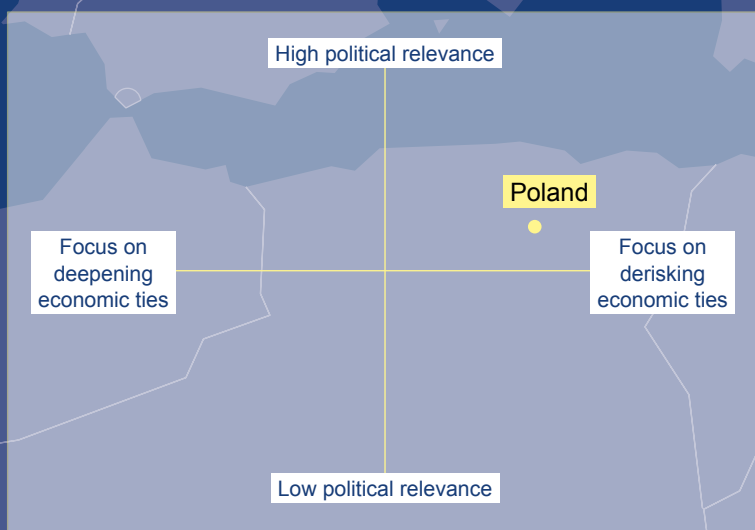 High political relevance
Poland
Focus on
deepening
economic ties
Focus on
derisking
economic ties
Low political relevance